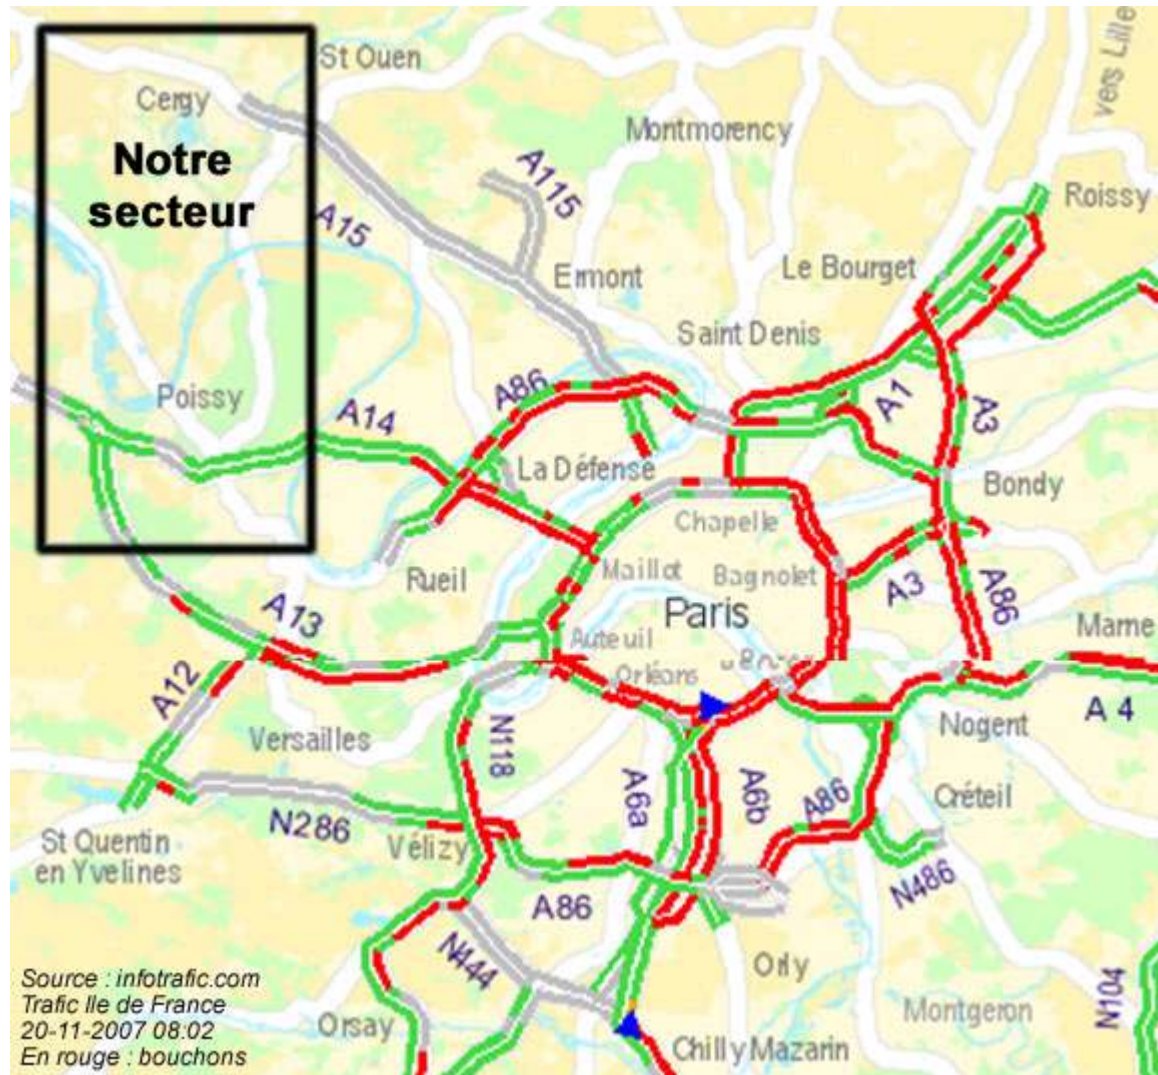 St Ouen
Cergy
Notre
secteur
Montmorency
vers Lille
A115
Roissy
A15
Ermont
Le Bourget
Saint Denis
Poissy
A14
A86
A1
A3
La Défense
Bondy
Chapelle
Rueil
Maillot
Bagnolet
A3
A86
Paris
A13
Auteuil
Marne
Orléans
A12
A 4
Versailles
N118
Nogent
A6a
A6b
A86
Créteil
N286
St Quentin
en Yvelines
Vélizy
N486
A86
N444
Orly
Source : infotrafic.com
Trafic Ile de France
20-11-2007 08.02
En rouge : bouchons
Orsay
Montgeron
N104
Chilly Mazarin